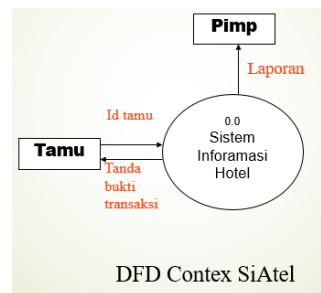 Pimp
Laporan
Id tamu
0.0
Sistem
Inforamasi
Hotel
Tamu
Tanda
bukti
transaksi
DFD Contex SiAtel